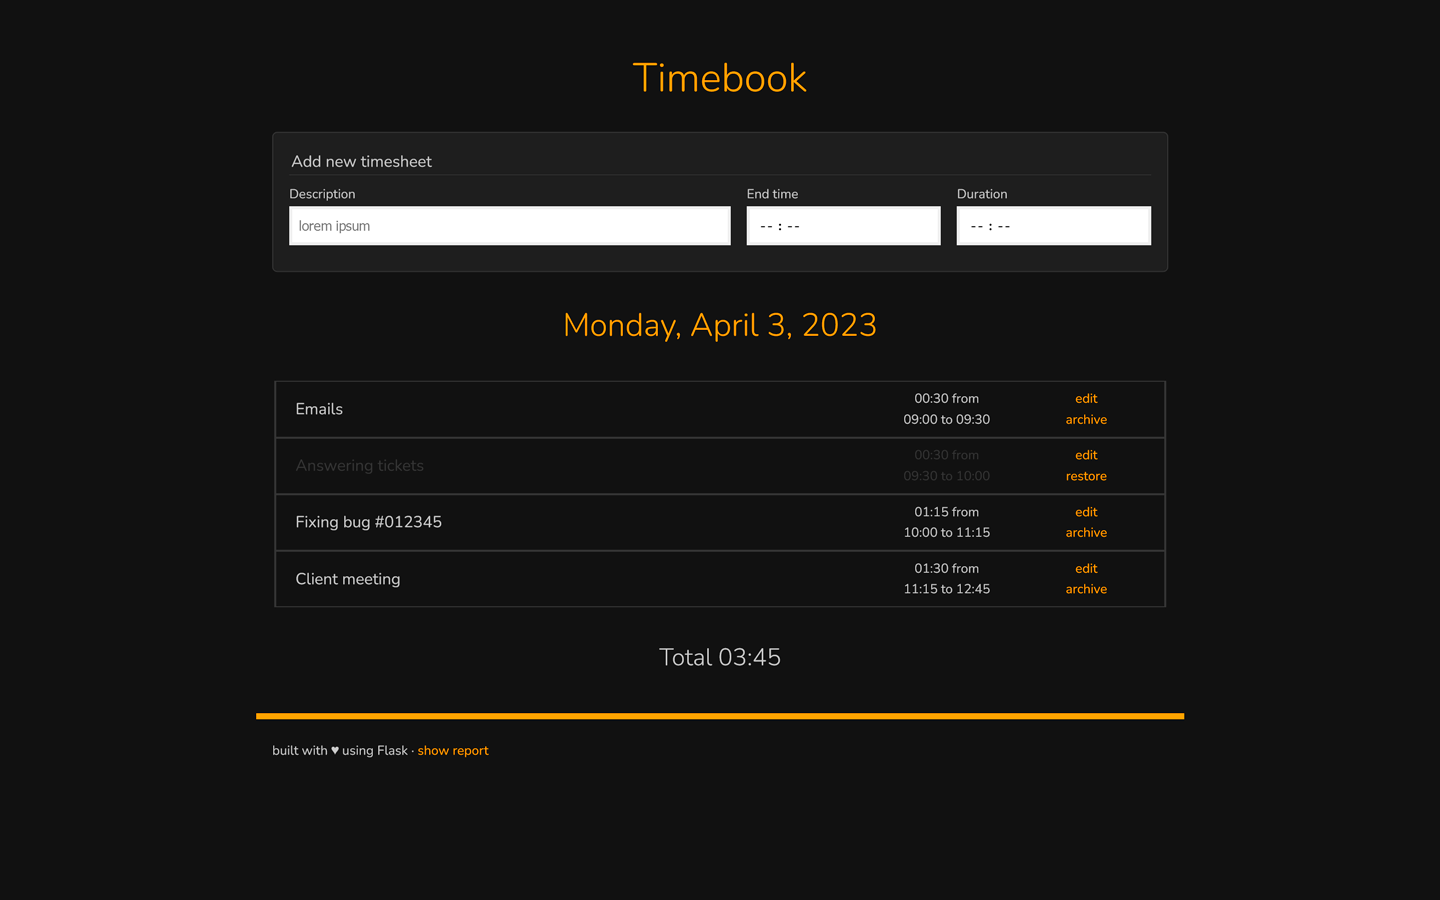 Timebook
Add new timesheet
Description End time Duration
lorem ipsum -- : -- -- : --
Monday, April 3, 2023
Emails
00:30 from
09:00 to 09:30
edit
archive
Answering tickets
00:30 from
09:30 to 10:00
edit
restore
Fixing bug #012345
01:15 from
10:00 to 11:15
edit
archive
Client meeting
01:30 from
11:15 to 12:45
edit
archive
Total 03:45
built with ♥ using Flask · show report